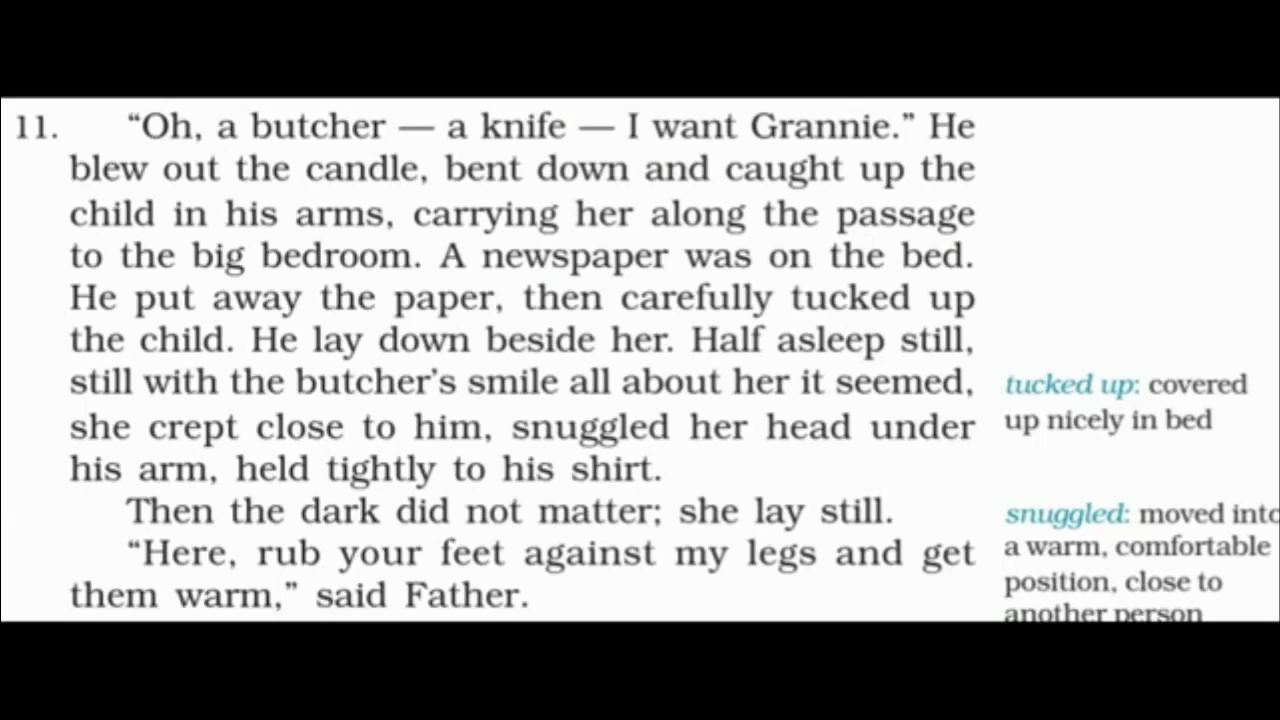 11. “Oh, a butcher — a knife — I want Grannie.” He
blew out the candle, bent down and caught up the
child in his arms, carrying her along the passage
to the big bedroom. A newspaper was on the bed.
He put away the paper, then carefully tucked up
the child. He lay down beside her. Half asleep still,
still with the butcher’s smile all about her it seemed,
she crept close to him, snuggled her head under
his arm, held tightly to his shirt.
Then the dark did not matter; she lay still.
“Here, rub your feet against my legs and get
them warm,” said Father.
tucked up: covered
up nicely in bed
snuggled: moved into
a warm, comfortable
position, close to
another person